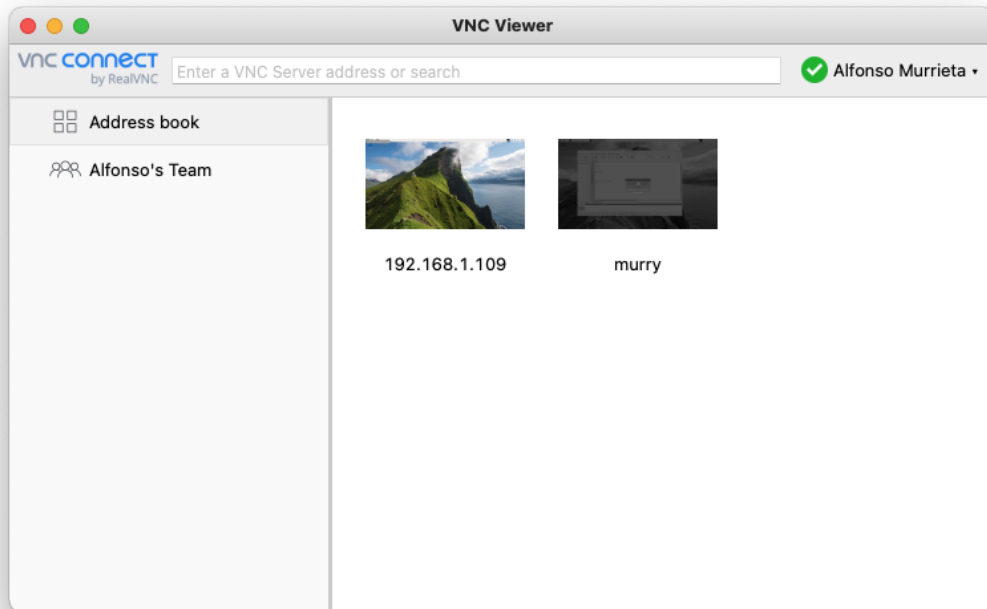 VNC Viewer
vnc connect
by RealVNC
Enter a VNC Server address or search
Alfonso Murrieta
Address book
Alfonso's Team
192.168.1.109
murry